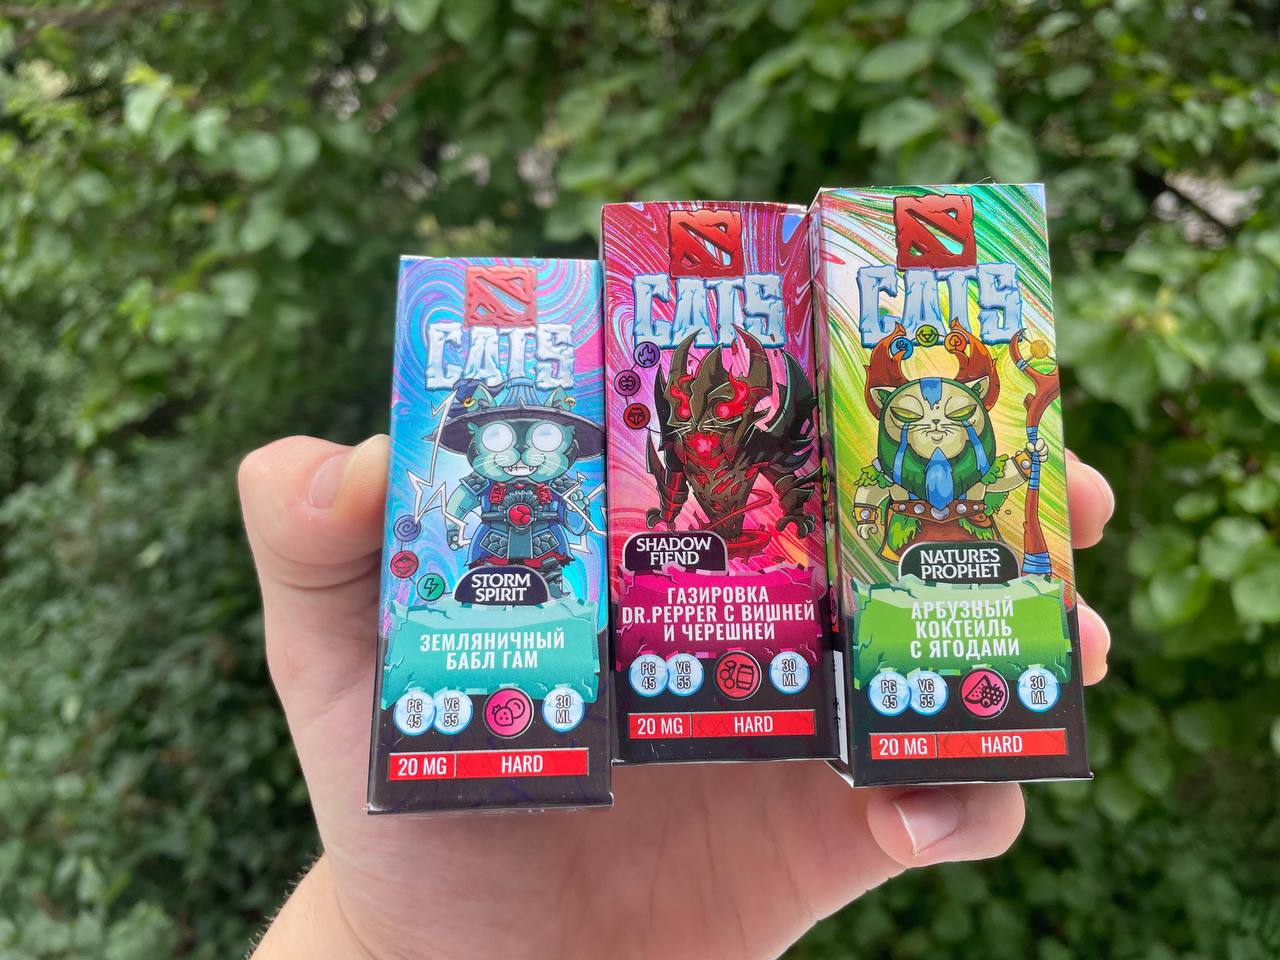 CATS
STORM
SPIRIT
ЗЕМЛЯНИЧНЫЙ
БАБЛ ГАМ
PG
45
VG
55
30
ML
20 MG
HARD
CATS
SHADOW
FIEND
ГАЗИРОВКА
DR.PEPPER С ВИШНЕЙ
И ЧЕРЕШНЕЙ
PG
45
VG
55
30
ML
20 MG
HARD
CATS
NATURE'S
PROPHET
АРБУЗНЫЙ
КОКТЕЙЛЬ
С ЯГОДАМИ
PG
45
VG
55
30
ML
20 MG
HARD